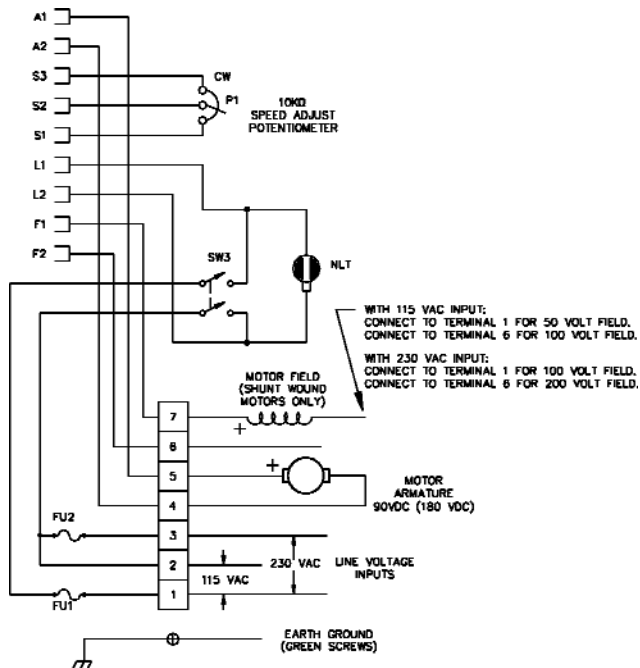 A1
A2
S3
S2
S1
L1
L2
F1
F2
CW
P1
10KΩ
SPEED ADJUST
POTENTIOMETER
SW3
NLT
WITH 115 VAC INPUT:
CONNECT TO TERMINAL 1 FOR 50 VOLT FIELD.
CONNECT TO TERMINAL 6 FOR 100 VOLT FIELD.
WITH 230 VAC INPUT:
CONNECT TO TERMINAL 1 FOR 100 VOLT FIELD.
CONNECT TO TERMINAL 6 FOR 200 VOLT FIELD.
MOTOR FIELD
(SHUNT WOUND
MOTORS ONLY)
7
+
6
5
+
MOTOR
ARMATURE
90VDC (180 VDC)
4
FU2
3
2
1
115 VAC
230 VAC
LINE VOLTAGE
INPUTS
FU1
EARTH GROUND
(GREEN SCREWS)